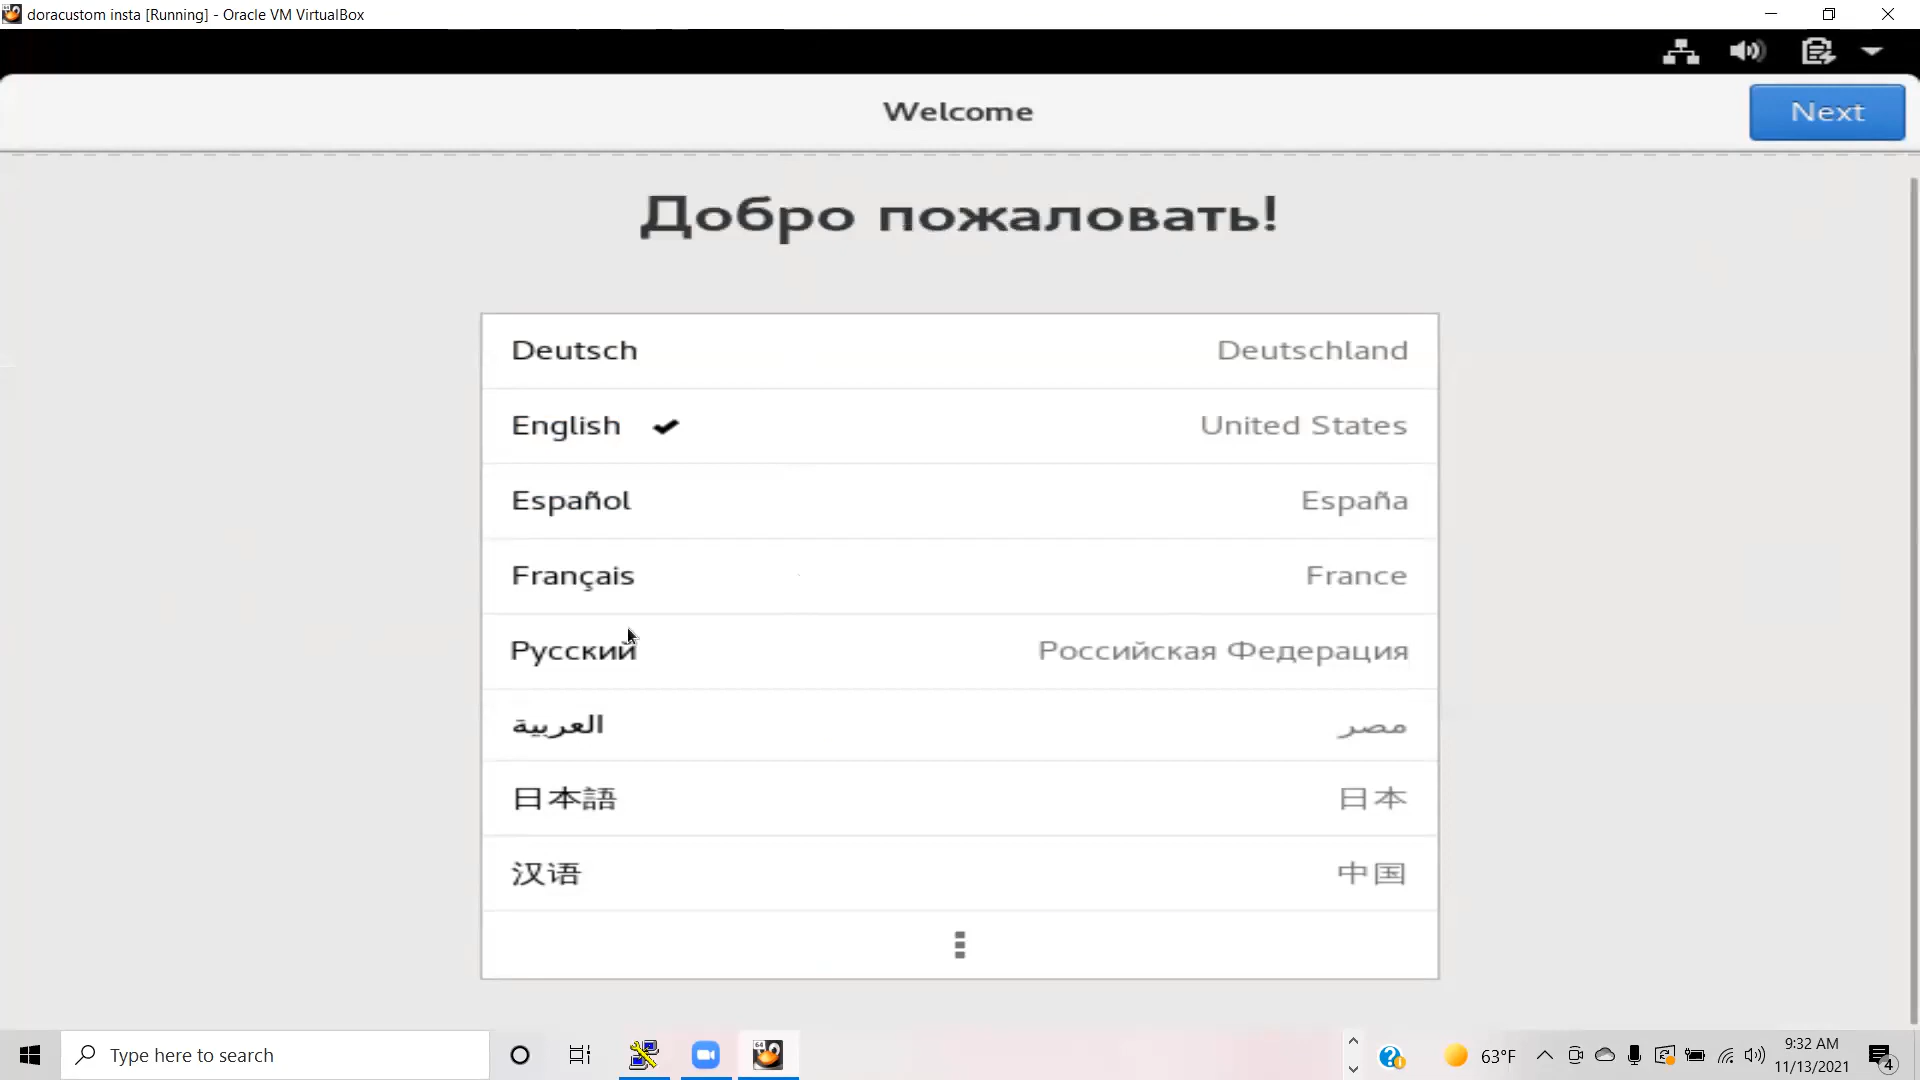 doracustom insta [Running] - Oracle VM VirtualBox
Welcome
Next
Добро пожаловать!
Deutsch Deutschland
English United States
Español España
Français France
Русский Российская Федерация
العربية مصر
日本語 日本
汉语 中国
Type here to search
64
63°F
9:32 AM
11/13/2021
4